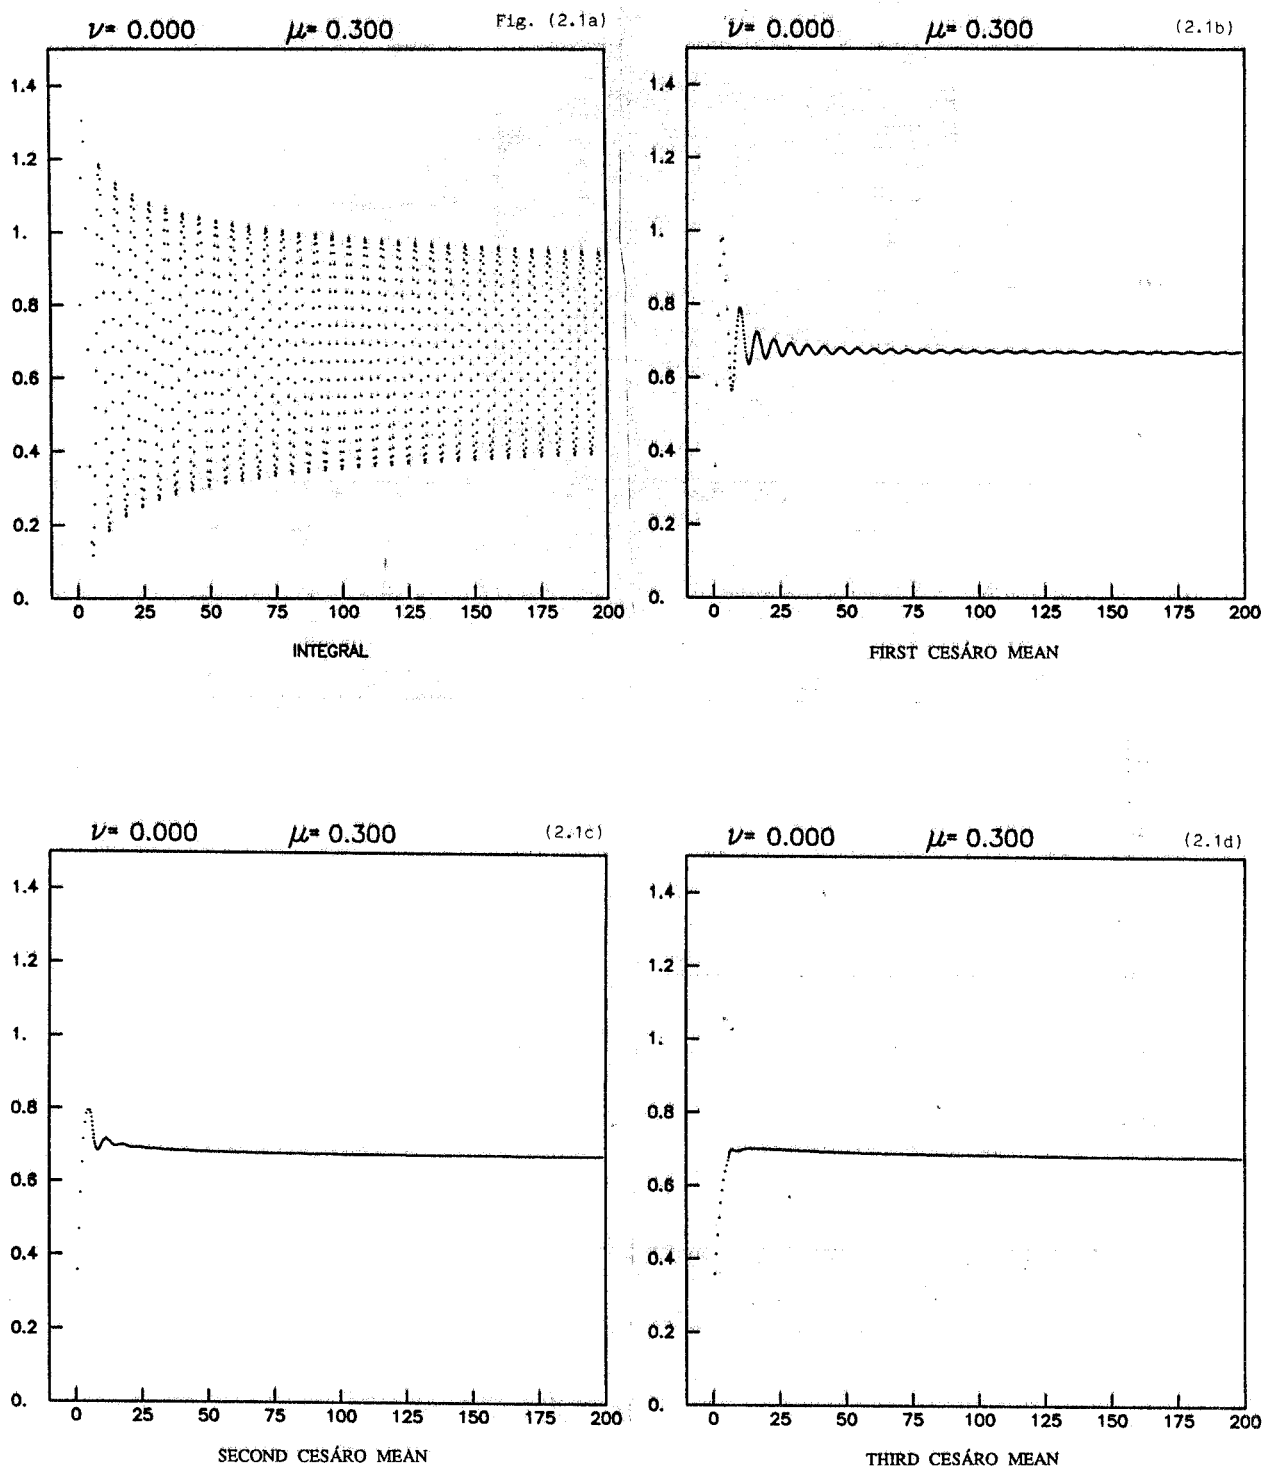 ν= 0.000 μ= 0.300 Fig. (2.1a)
1.4
1.2
1.
0.8
0.6
0.4
0.2
0.
0 25 50 75 100 125 150 175 200
INTEGRAL
ν= 0.000 μ= 0.300 (2.1b)
1.4
1.2
1.
0.8
0.6
0.4
0.2
0.
0 25 50 75 100 125 150 175 200
FIRST CESÁRO MEAN
ν= 0.000 μ= 0.300 (2.1c)
1.4
1.2
1.
0.8
0.6
0.4
0.2
0.
0 25 50 75 100 125 150 175 200
SECOND CESÁRO MEAN
ν= 0.000 μ= 0.300 (2.1d)
1.4
1.2
1.
0.8
0.6
0.4
0.2
0.
0 25 50 75 100 125 150 175 200
THIRD CESÁRO MEAN